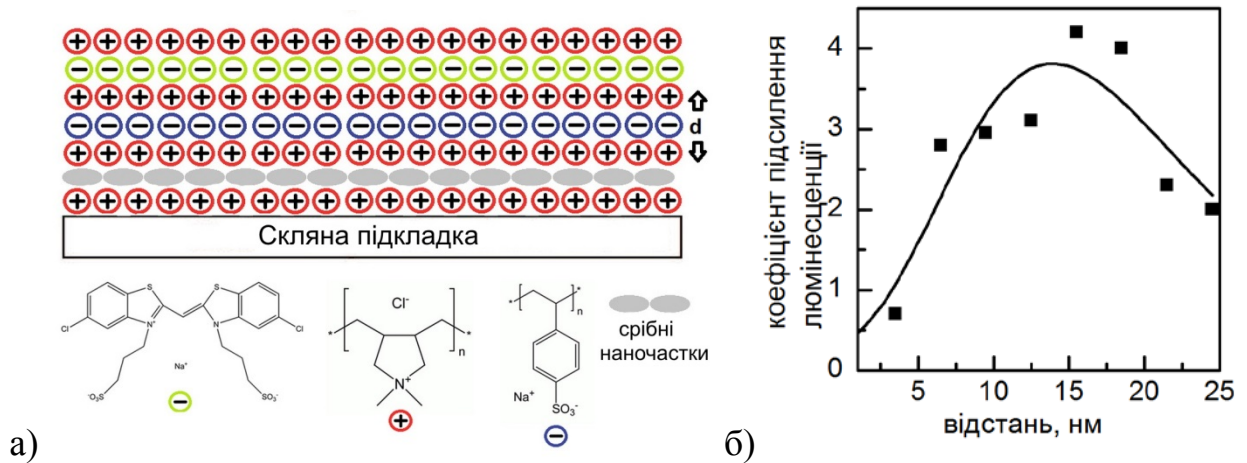 d
Скляна підкладка
S
S
Cl
N⁺
N
Cl
Na⁺
⁻O₃S
SO₃⁻
Cl⁻
*
*
n
N⁺
*
*
n
Na⁺
SO₃⁻
срібні
наночастки
а)
коефіцієнт підсилення
люмінесценції
4
3
2
1
0
5
10
15
20
25
відстань, нм
б)